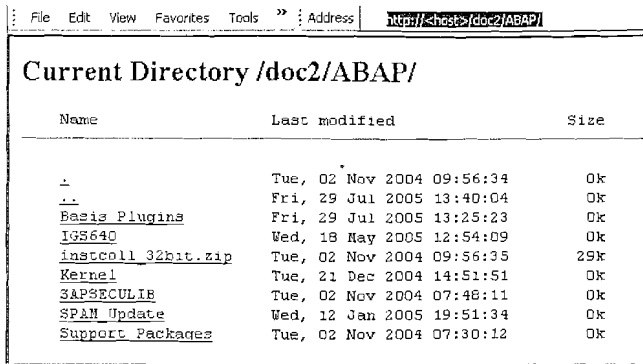 File Edit View Favorites Tools » Address http://<host>/doc2/ABAP/
Current Directory /doc2/ABAP/
Name Last modified Size
. Tue, 02 Nov 2004 09:56:34 0k
.. Fri, 29 Jul 2005 13:40:04 0k
Basis Plugins Fri, 29 Jul 2005 13:25:23 0k
IGS640 Wed, 18 May 2005 12:54:09 0k
instcoll_32bit.zip Tue, 02 Nov 2004 09:56:35 29k
Kernel Tue, 21 Dec 2004 14:51:51 0k
SAPSECULIB Tue, 02 Nov 2004 07:48:11 0k
SPAM Update Wed, 12 Jan 2005 19:51:34 0k
Support Packages Tue, 02 Nov 2004 07:30:12 0k